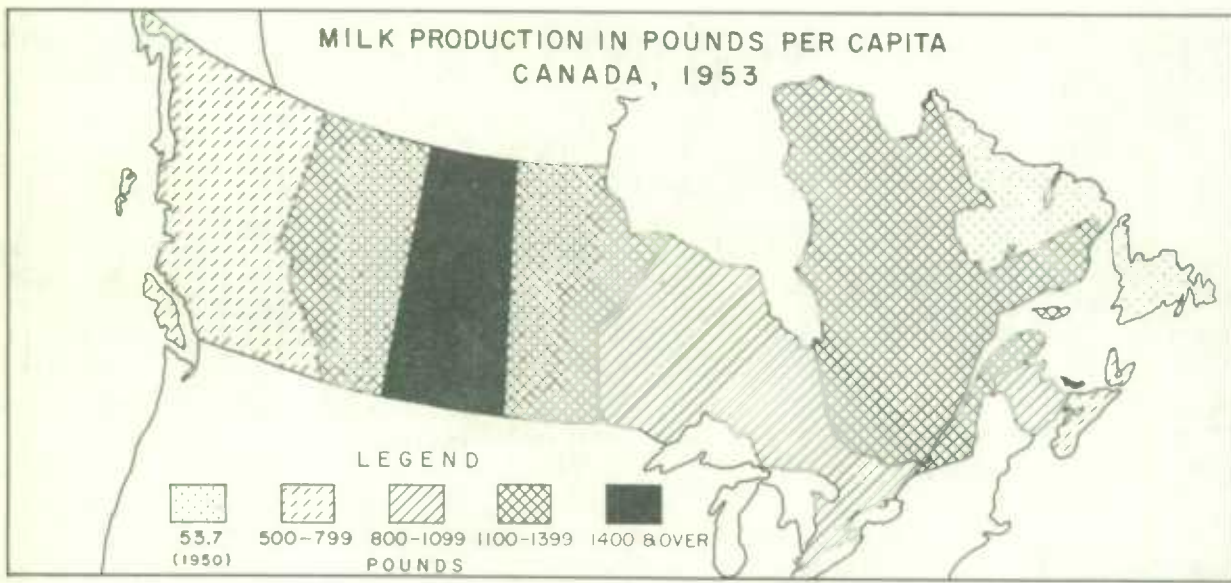 MILK PRODUCTION IN POUNDS PER CAPITA
CANADA, 1953
LEGEND
53.7 500-799 800-1099 1100-1399 1400 & OVER
(1950) POUNDS